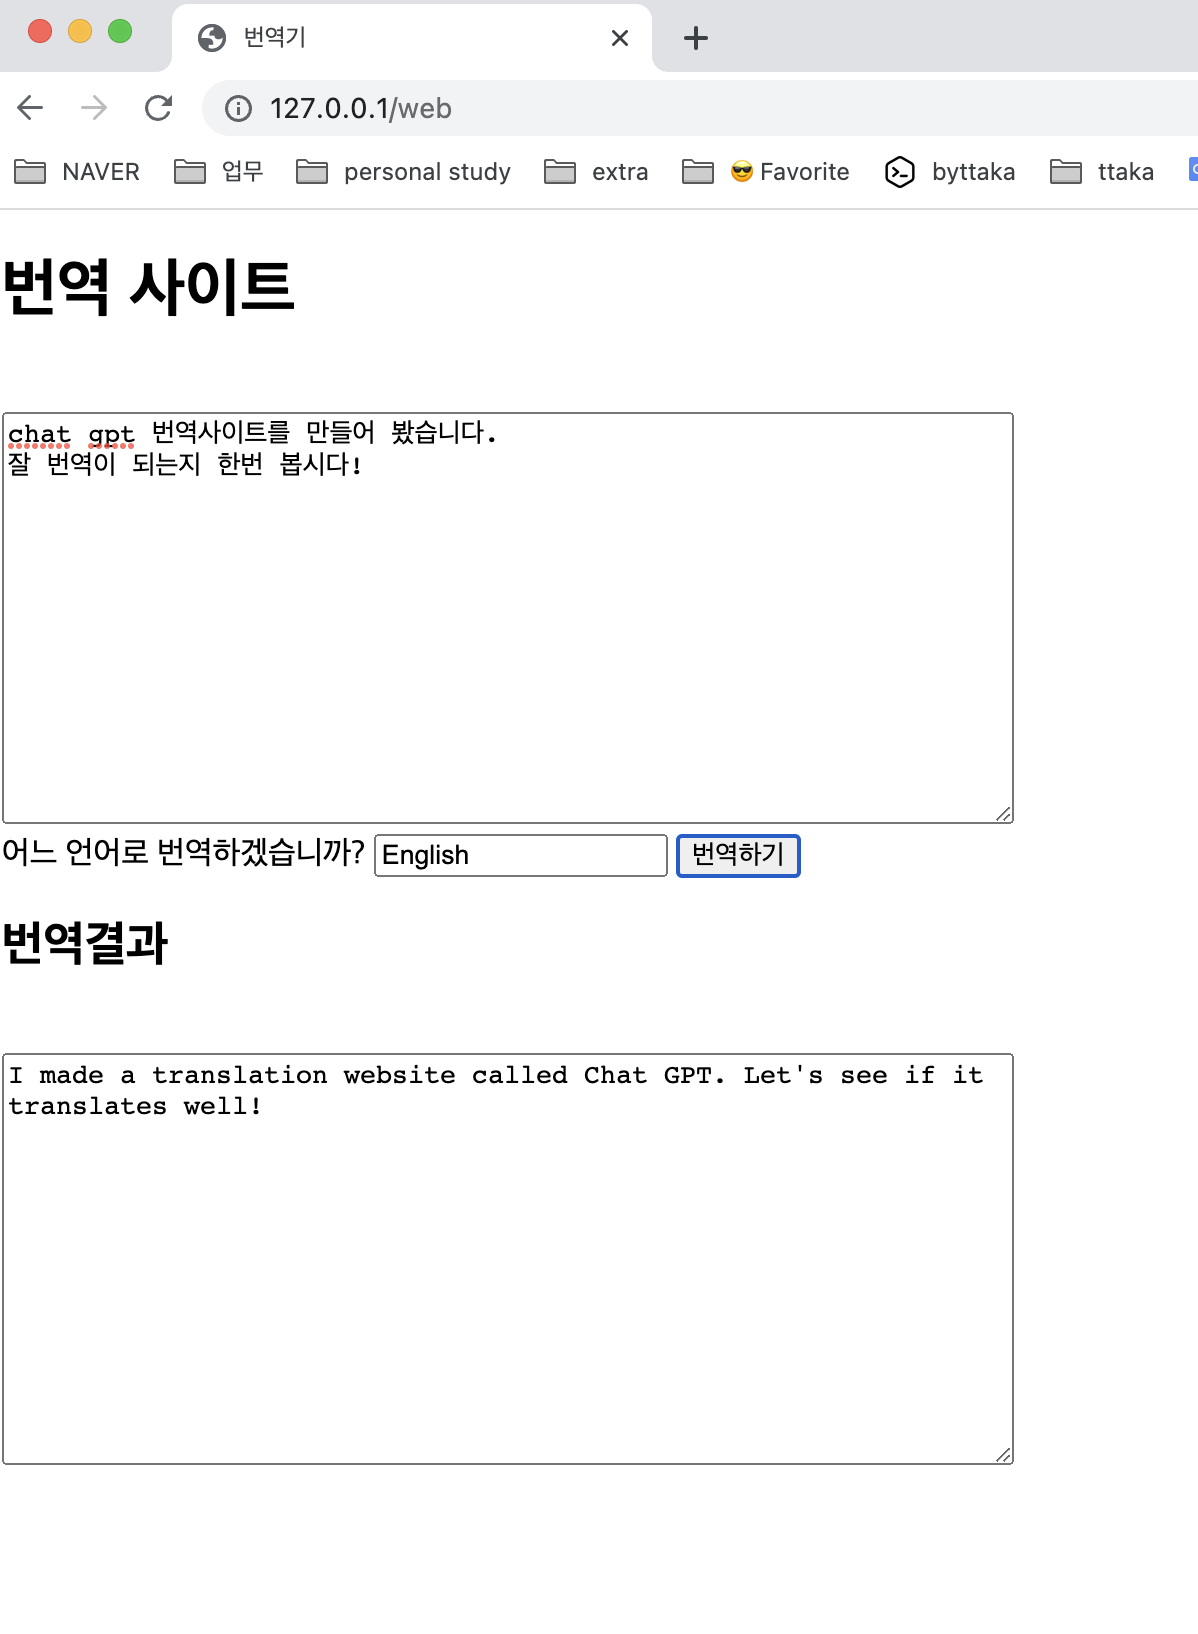 번역기
127.0.0.1/web
NAVER 업무 personal study extra 😎 Favorite byttaka ttaka
번역 사이트
chat gpt 번역사이트를 만들어 봤습니다.
잘 번역이 되는지 한번 봅시다!
어느 언어로 번역하겠습니까? English 번역하기
번역결과
I made a translation website called Chat GPT. Let's see if it
translates well!